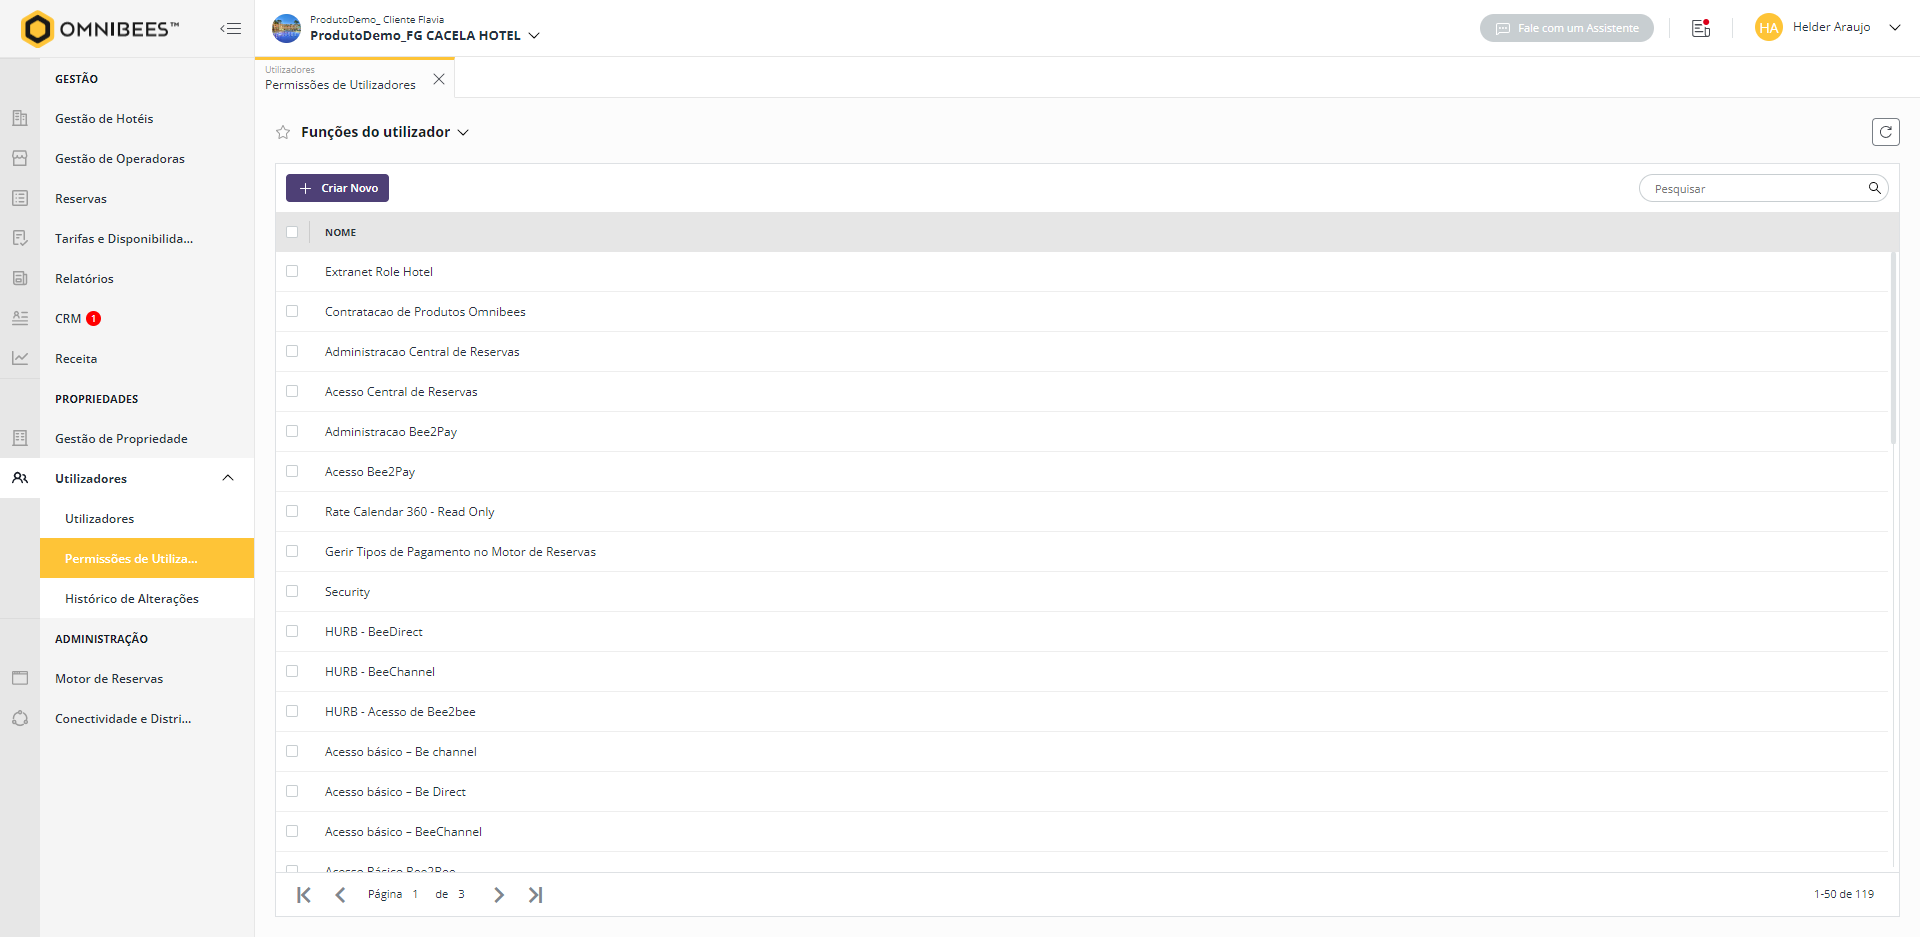 OMNIBEES™
ProdutoDemo_ Cliente Flavia
ProdutoDemo_FG CACELA HOTEL
Fale com um Assistente
HA
Helder Araujo
GESTÃO
Gestão de Hotéis
Gestão de Operadoras
Reservas
Tarifas e Disponibilida...
Relatórios
CRM 1
Receita
PROPRIEDADES
Gestão de Propriedade
Utilizadores
Utilizadores
Permissões de Utiliza...
Histórico de Alterações
ADMINISTRAÇÃO
Motor de Reservas
Conectividade e Distri...
Utilizadores
Permissões de Utilizadores
Funções do utilizador
Criar Novo
Pesquisar
NOME
Extranet Role Hotel
Contratacao de Produtos Omnibees
Administracao Central de Reservas
Acesso Central de Reservas
Administracao Bee2Pay
Acesso Bee2Pay
Rate Calendar 360 - Read Only
Gerir Tipos de Pagamento no Motor de Reservas
Security
HURB - BeeDirect
HURB - BeeChannel
HURB - Acesso de Bee2bee
Acesso básico – Be channel
Acesso básico – Be Direct
Acesso básico – BeeChannel
Acesso Básico Bee2Bee
Página 1 de 3
1-50 de 119